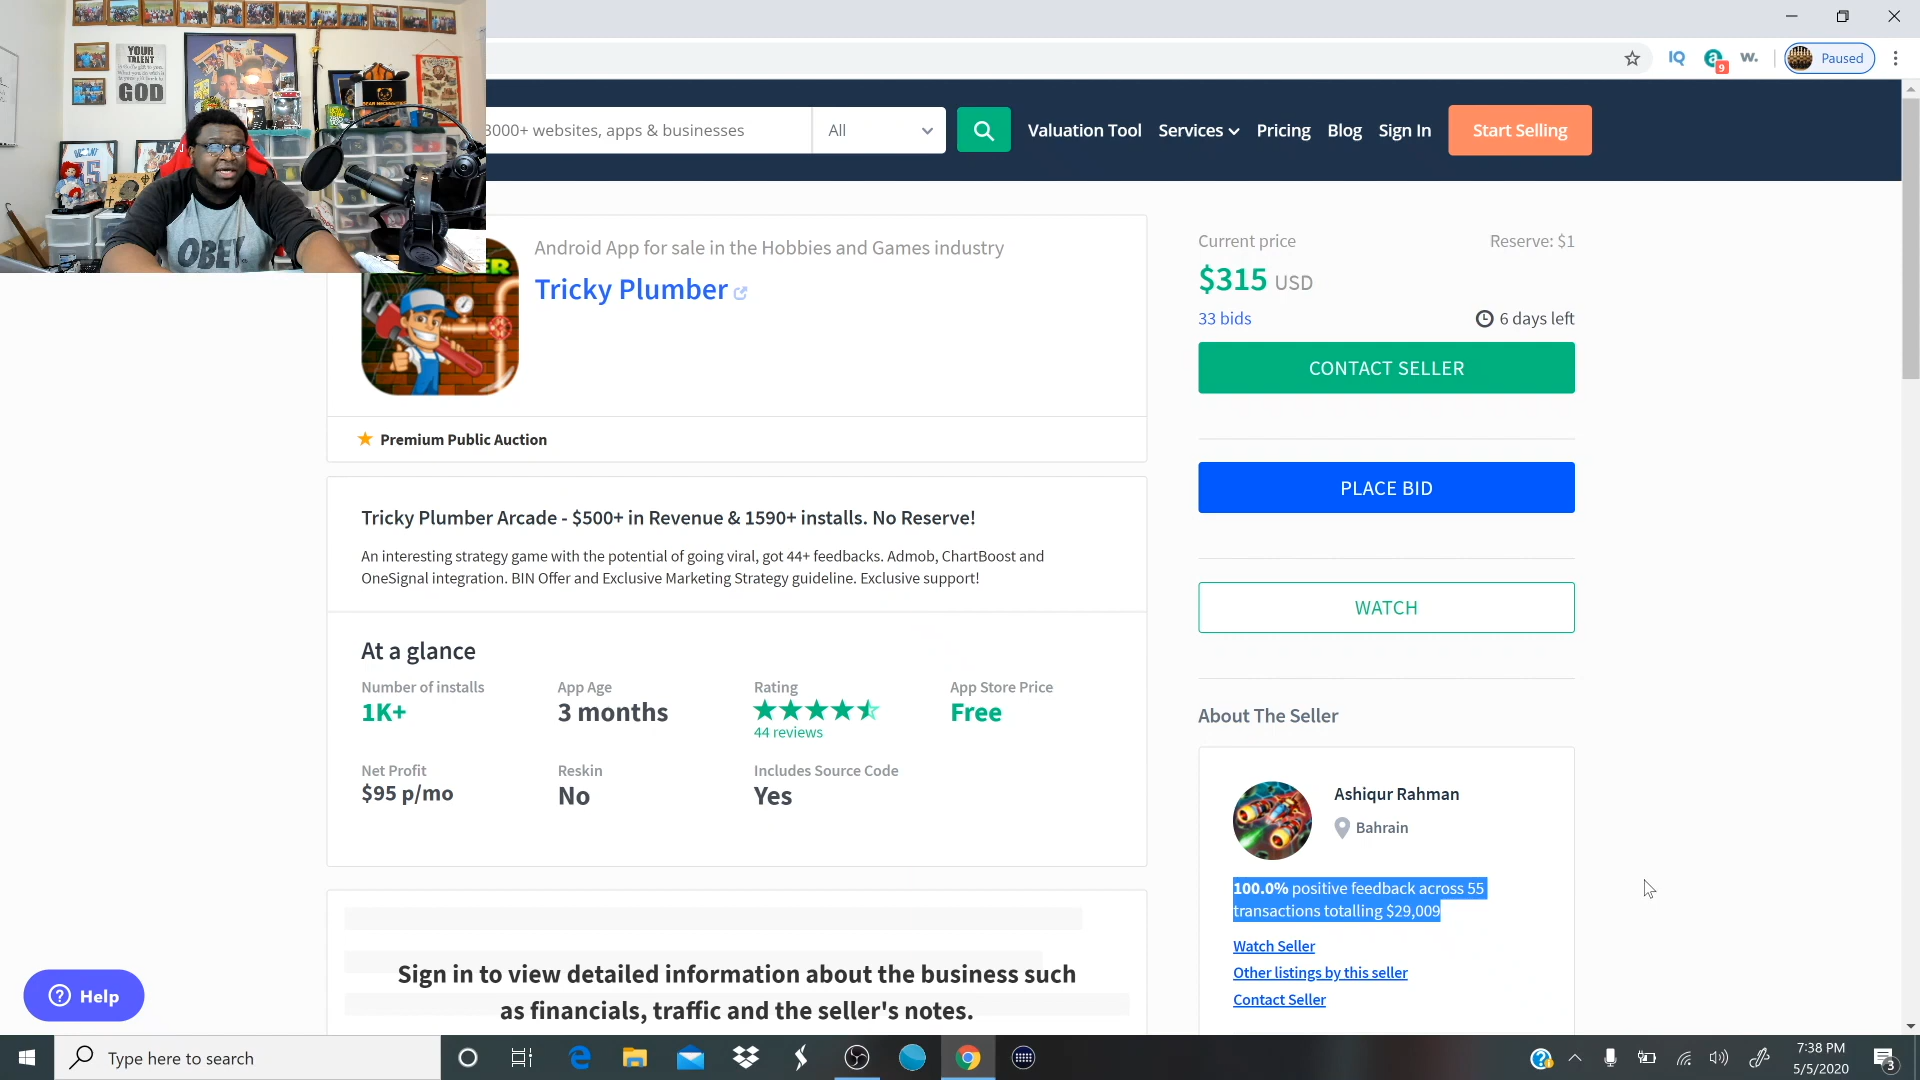 YOUR
TALENT
GOD
OBEY
Paused
9
3000+ websites, apps & businesses
All
Valuation Tool
Services
Pricing
Blog
Sign In
Start Selling
Android App for sale in the Hobbies and Games industry
Tricky Plumber
Premium Public Auction
Current price
Reserve: $1
$315 USD
33 bids
6 days left
CONTACT SELLER
PLACE BID
WATCH
Tricky Plumber Arcade - $500+ in Revenue & 1590+ installs. No Reserve!
An interesting strategy game with the potential of going viral, got 44+ feedbacks. Admob, ChartBoost and
OneSignal integration. BIN Offer and Exclusive Marketing Strategy guideline. Exclusive support!
At a glance
Number of installs
1K+
App Age
3 months
Rating
44 reviews
App Store Price
Free
Net Profit
$95 p/mo
Reskin
No
Includes Source Code
Yes
About The Seller
Ashiqur Rahman
Bahrain
100.0% positive feedback across 55
transactions totalling $29,009
Watch Seller
Other listings by this seller
Contact Seller
Sign in to view detailed information about the business such
as financials, traffic and the seller's notes.
Help
Type here to search
7:38 PM
5/5/2020
3